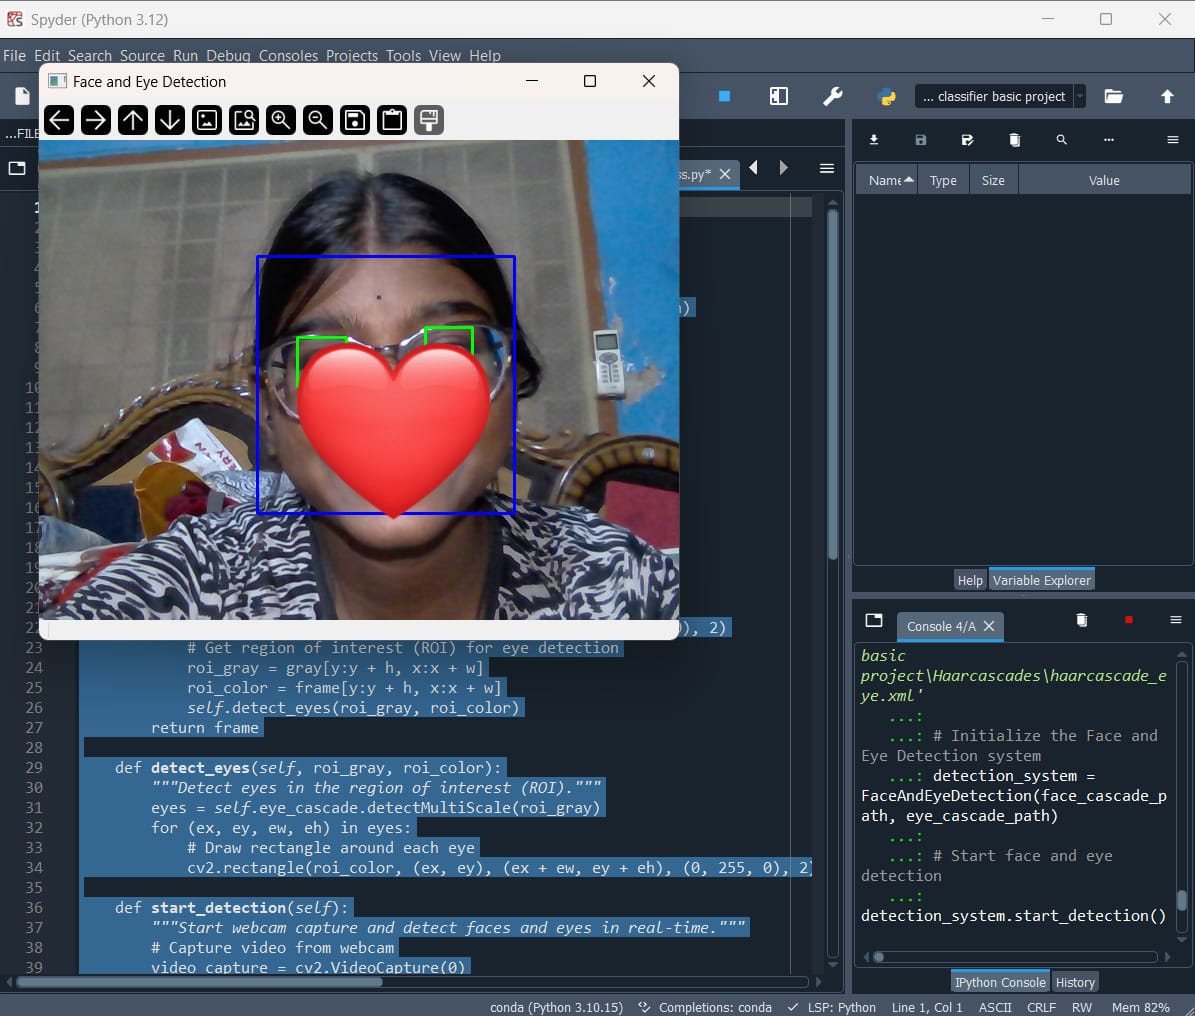 Spyder (Python 3.12)
File Edit Search Source Run Debug Consoles Projects Tools View Help
Face and Eye Detection
... classifier basic project
...FILE
ss.py*
1
2
3
4
5
6
7
8
9
10
11
12
13
14
15
16
17
18
19
20
21
22 ), 2)
23 # Get region of interest (ROI) for eye detection
24 roi_gray = gray[y:y + h, x:x + w]
25 roi_color = frame[y:y + h, x:x + w]
26 self.detect_eyes(roi_gray, roi_color)
27 return frame
28
29 def detect_eyes(self, roi_gray, roi_color):
30 """Detect eyes in the region of interest (ROI)."""
31 eyes = self.eye_cascade.detectMultiScale(roi_gray)
32 for (ex, ey, ew, eh) in eyes:
33 # Draw rectangle around each eye
34 cv2.rectangle(roi_color, (ex, ey), (ex + ew, ey + eh), (0, 255, 0), 2)
35
36 def start_detection(self):
37 """Start webcam capture and detect faces and eyes in real-time."""
38 # Capture video from webcam
39 video_capture = cv2.VideoCapture(0)
Name Type Size Value
Help Variable Explorer
Console 4/A
basic
project\Haarcascades\haarcascade_e
ye.xml'
...:
...: # Initialize the Face and
Eye Detection system
...: detection_system =
FaceAndEyeDetection(face_cascade_p
ath, eye_cascade_path)
...:
...: # Start face and eye
detection
...:
detection_system.start_detection()
IPython Console History
conda (Python 3.10.15) Completions: conda LSP: Python Line 1, Col 1 ASCII CRLF RW Mem 82%